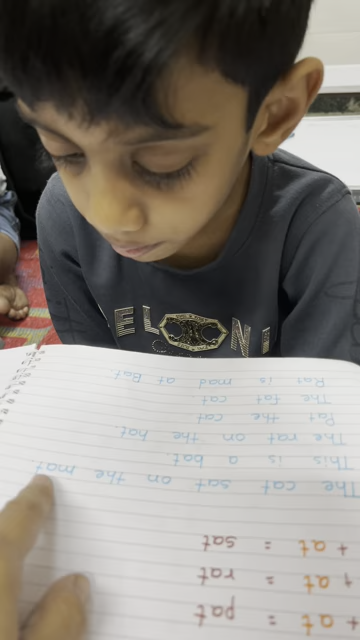 + at = pat
+ at = rat
+ at = sat
The cat sat on the mat.
This is a bat.
The rat on the hat
Pat the cat
The fat cat
Rat is mad at Bat.